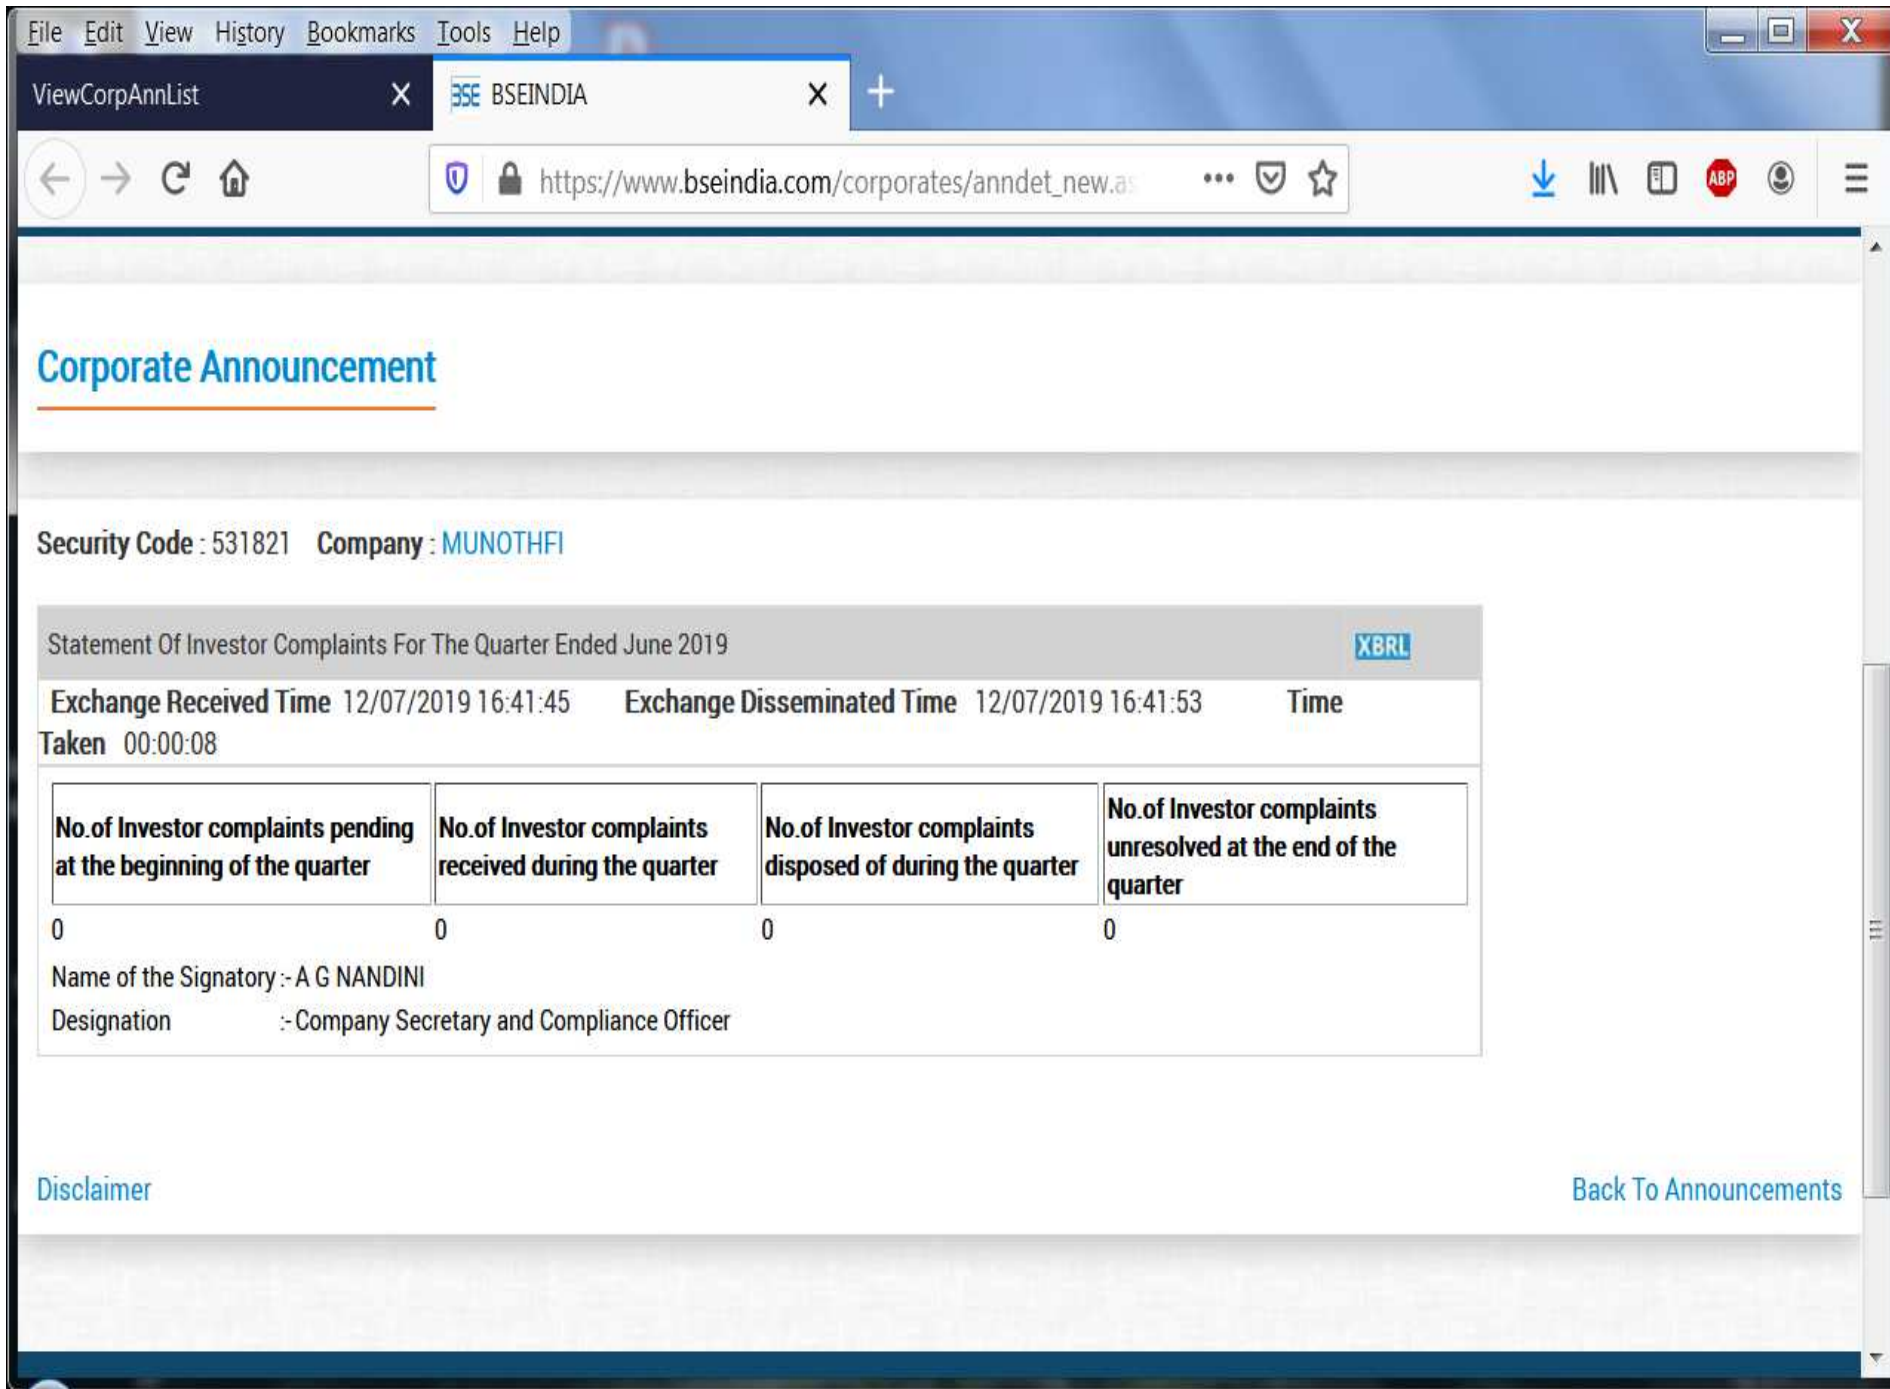 File Edit View History Bookmarks Tools Help
ViewCorpAnnList
BSE BSEINDIA
https://www.bseindia.com/corporates/anndet_new.as
ABP
Corporate Announcement
Security Code : 531821 Company : MUNOTHFI
Statement Of Investor Complaints For The Quarter Ended June 2019 XBRL
Exchange Received Time 12/07/2019 16:41:45 Exchange Disseminated Time 12/07/2019 16:41:53 Time
Taken 00:00:08
No.of Investor complaints pending
at the beginning of the quarter
No.of Investor complaints
received during the quarter
No.of Investor complaints
disposed of during the quarter
No.of Investor complaints
unresolved at the end of the
quarter
0 0 0 0
Name of the Signatory :- A G NANDINI
Designation :- Company Secretary and Compliance Officer
Disclaimer Back To Announcements